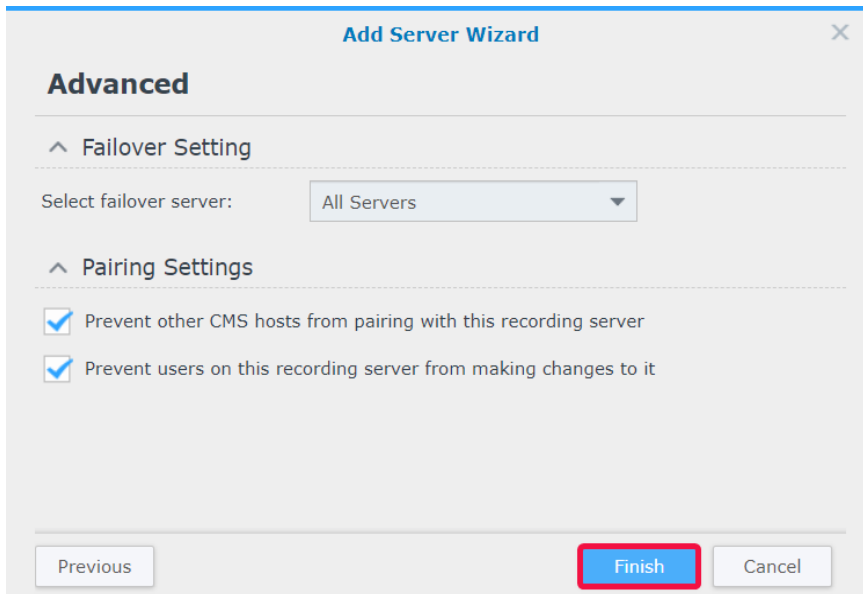 Add Server Wizard
Advanced
Failover Setting
Select failover server:
All Servers
Pairing Settings
Prevent other CMS hosts from pairing with this recording server
Prevent users on this recording server from making changes to it
Previous
Finish
Cancel